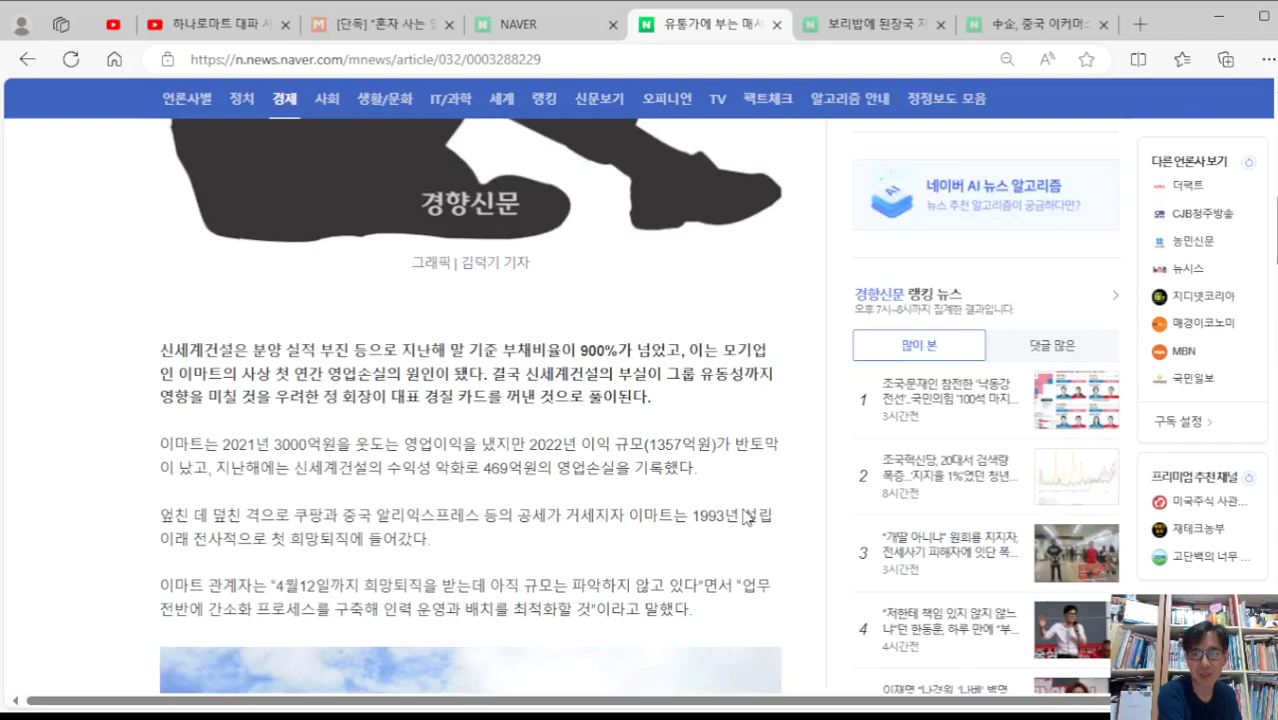 하나로마트 대파 시
[단독] "혼자 사는
NAVER
유통가에 부는 매서
보리밥에 된장국
中企, 중국 이커머
https://n.news.naver.com/mnews/article/032/0003288229
언론사별 정치 경제 사회 생활/문화 IT/과학 세계 랭킹 신문보기 오피니언 TV 팩트체크 알고리즘 안내 정정보도 모음
경향신문
그래픽 | 김덕기 기자
신세계건설은 분양 실적 부진 등으로 지난해 말 기준 부채비율이 900%가 넘었고, 이는 모기업
인 이마트의 사상 첫 연간 영업손실의 원인이 됐다. 결국 신세계건설의 부실이 그룹 유동성까지
영향을 미칠 것을 우려한 정 회장이 대표 경질 카드를 꺼낸 것으로 풀이된다.
이마트는 2021년 3000억원을 웃도는 영업이익을 냈지만 2022년 이익 규모(1357억원)가 반토막
이 났고, 지난해에는 신세계건설의 수익성 악화로 469억원의 영업손실을 기록했다.
엎친 데 덮친 격으로 쿠팡과 중국 알리익스프레스 등의 공세가 거세지자 이마트는 1993년 설립
이래 전사적으로 첫 희망퇴직에 들어갔다.
이마트 관계자는 "4월12일까지 희망퇴직을 받는데 아직 규모는 파악하지 않고 있다"면서 "업무
전반에 간소화 프로세스를 구축해 인력 운영과 배치를 최적화할 것"이라고 말했다.
네이버 AI 뉴스 알고리즘
뉴스 추천 알고리즘이 궁금하다면?
경향신문 랭킹 뉴스
오후 7시~8시까지 집계한 결과입니다.
많이 본
댓글 많은
1
조국·문재인 참전한 '낙동강
전선'..국민의힘 "100석 마지...
3시간전
2
조국혁신당, 20대서 검색량
폭증…'지지율 1%'였던 청년...
8시간전
3
"개딸 아니냐" 원희룡 지지자,
전세사기 피해자에 잇단 폭...
3시간전
4
"저한테 책임 있지 않지 않느
냐"던 한동훈, 하루 만에 "부...
4시간전
이재명 "나경원 '나베' 별명
다른 언론사 보기
더팩트
CJB청주방송
농민신문
뉴시스
지디넷코리아
매경이코노미
MBN
국민일보
구독 설정
프리미엄 추천 채널
미국주식 사관...
재테크농부
고단백의 너무 ...